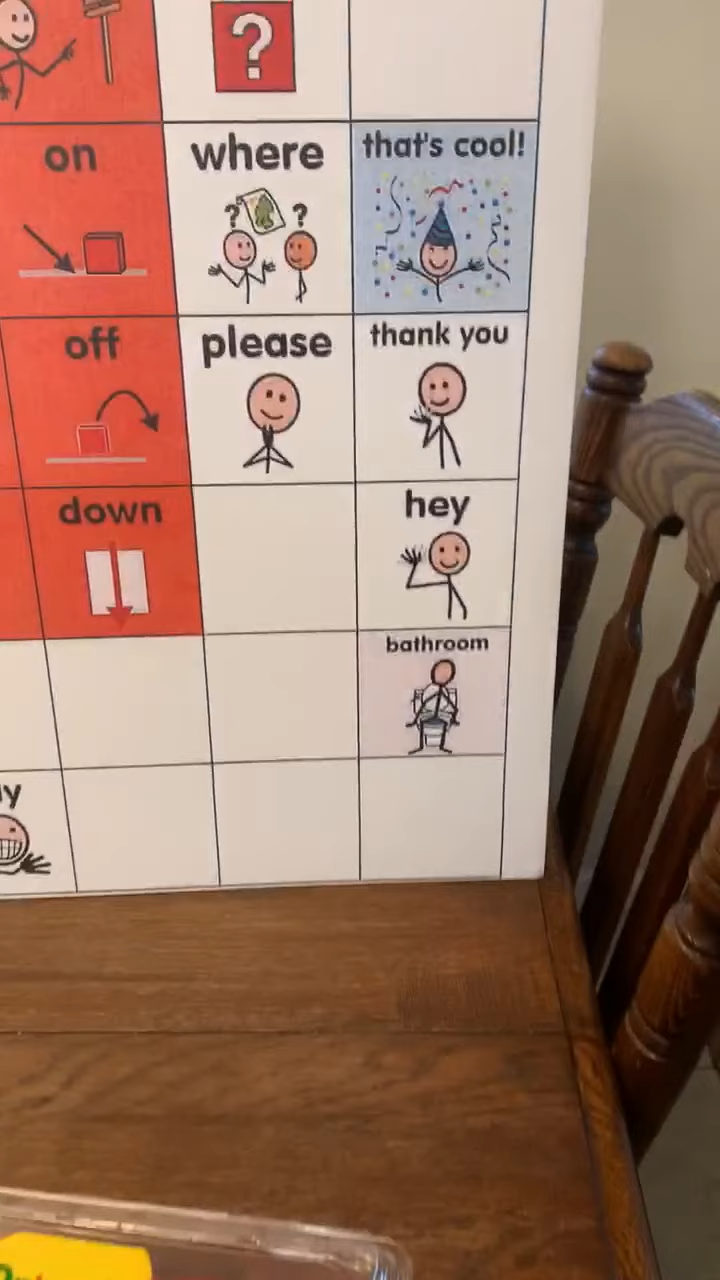 ?
on
where
that's cool!
? ?
off
please
thank you
down
hey
bathroom